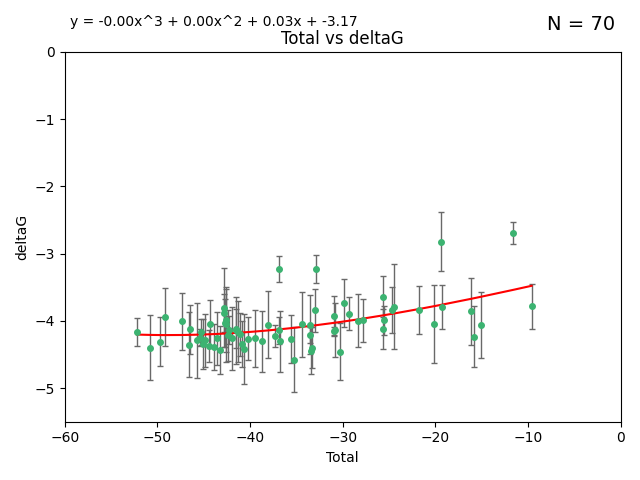 y = -0.00x^3 + 0.00x^2 + 0.03x + -3.17
N = 70
Total vs deltaG
0
−1
−2
−3
−4
−5
deltaG
−60 −50 −40 −30 −20 −10 0
Total